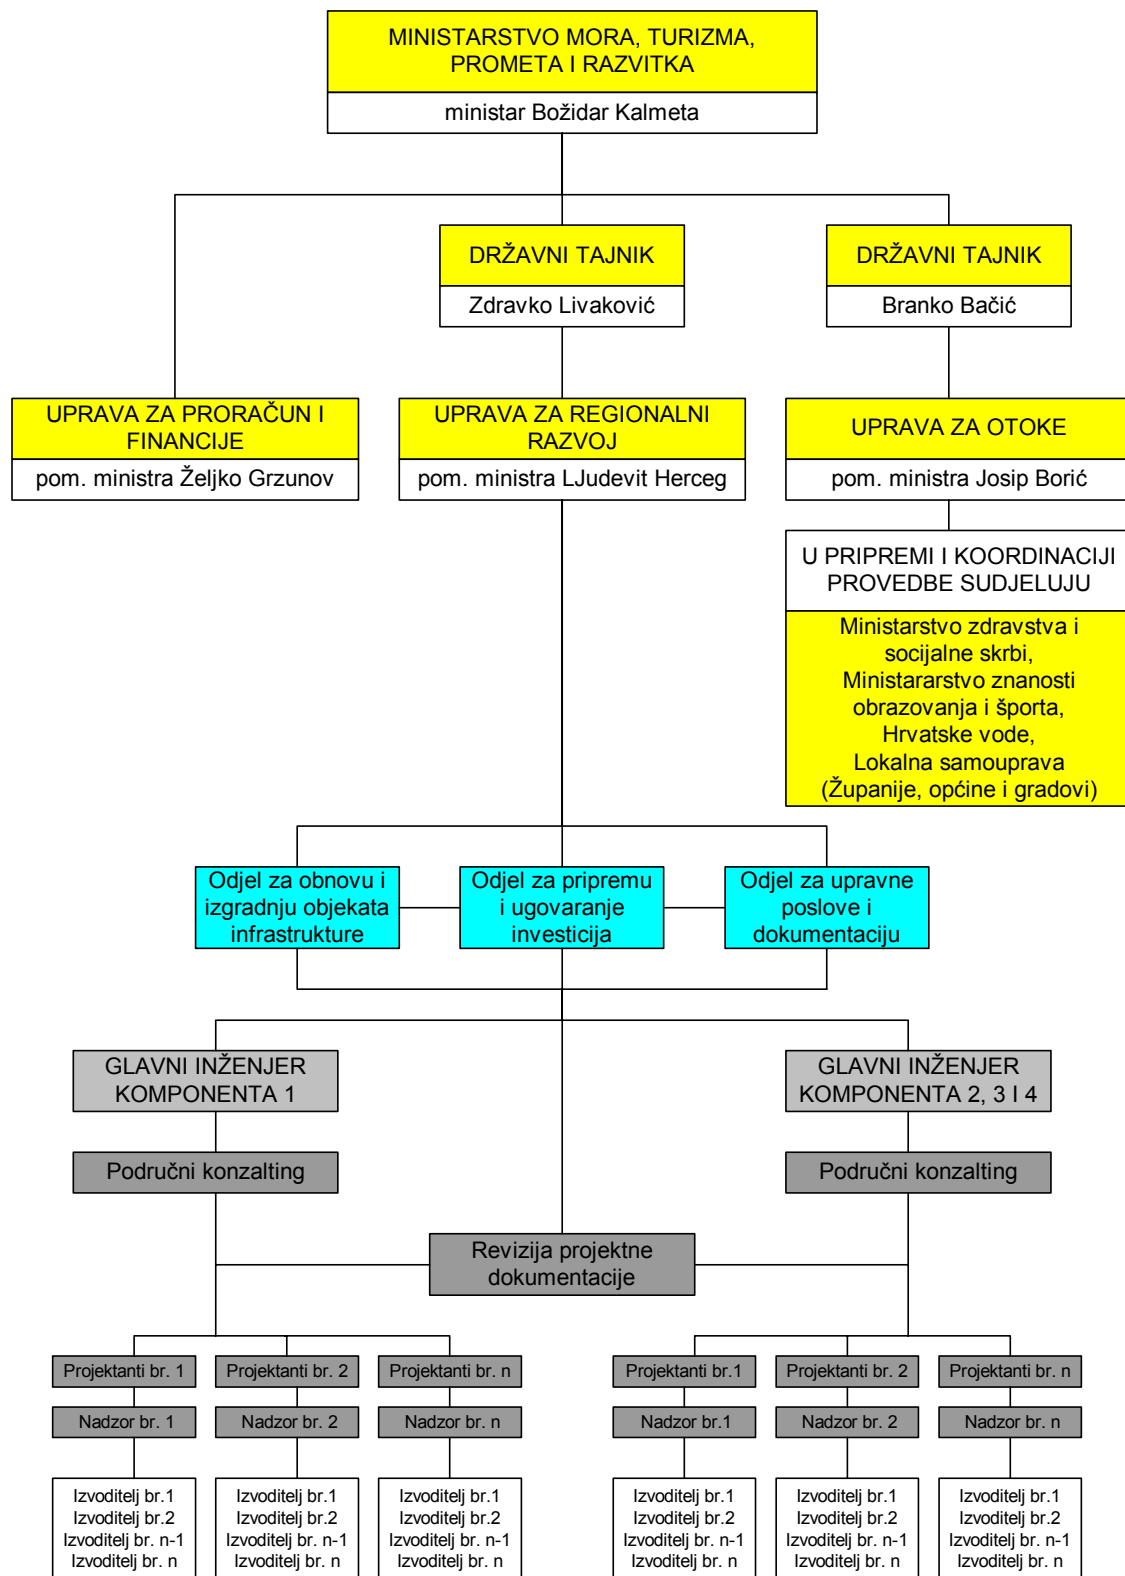 MINISTARSTVO MORA, TURIZMA,
PROMETA I RAZVITKA
ministar Božidar Kalmeta
DRŽAVNI TAJNIK
Zdravko Livaković
DRŽAVNI TAJNIK
Branko Bačić
UPRAVA ZA PRORAČUN I
FINANCIJE
pom. ministra Željko Grzunov
UPRAVA ZA REGIONALNI
RAZVOJ
pom. ministra LJudevit Herceg
UPRAVA ZA OTOKE
pom. ministra Josip Borić
U PRIPREMI I KOORDINACIJI
PROVEDBE SUDJELUJU
Ministarstvo zdravstva i
socijalne skrbi,
Ministararstvo znanosti
obrazovanja i športa,
Hrvatske vode,
Lokalna samouprava
(Županije, općine i gradovi)
Odjel za obnovu i
izgradnju objekata
infrastrukture
Odjel za pripremu
i ugovaranje
investicija
Odjel za upravne
poslove i
dokumentaciju
GLAVNI INŽENJER
KOMPONENTA 1
GLAVNI INŽENJER
KOMPONENTA 2, 3 I 4
Područni konzalting
Područni konzalting
Revizija projektne
dokumentacije
Projektanti br. 1
Projektanti br. 2
Projektanti br. n
Projektanti br.1
Projektanti br. 2
Projektanti br. n
Nadzor br. 1
Nadzor br. 2
Nadzor br. n
Nadzor br.1
Nadzor br. 2
Nadzor br. n
Izvoditelj br.1
Izvoditelj br.2
Izvoditelj br. n-1
Izvoditelj br. n
Izvoditelj br.1
Izvoditelj br.2
Izvoditelj br. n-1
Izvoditelj br. n
Izvoditelj br.1
Izvoditelj br.2
Izvoditelj br. n-1
Izvoditelj br. n
Izvoditelj br.1
Izvoditelj br.2
Izvoditelj br. n-1
Izvoditelj br. n
Izvoditelj br.1
Izvoditelj br.2
Izvoditelj br. n-1
Izvoditelj br. n
Izvoditelj br.1
Izvoditelj br.2
Izvoditelj br. n-1
Izvoditelj br. n